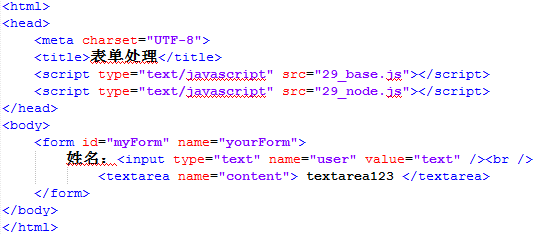 <html>
<head>
<meta charset="UTF-8">
<title>表单处理</title>
<script type="text/javascript" src="29_base.js"></script>
<script type="text/javascript" src="29_node.js"></script>
</head>
<body>
<form id="myForm" name="yourForm">
姓名：<input type="text" name="user" value="text" /><br />
<textarea name="content"> textarea123 </textarea>
</form>
</body>
</html>